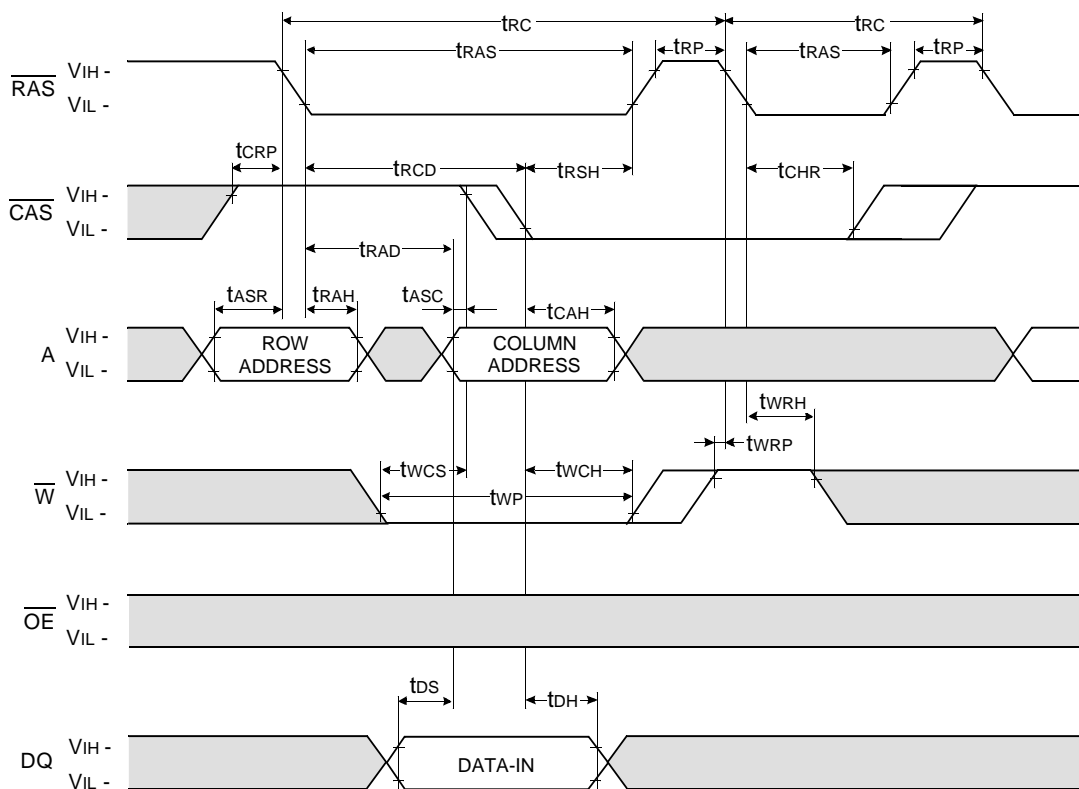 tRC tRC
tRAS tRP tRAS tRP
RAS VIH -
VIL -
tCRP tRCD tRSH tCHR
CAS VIH -
VIL -
tRAD
tASR tRAH tASC tCAH
A VIH -
VIL -
ROW
ADDRESS
COLUMN
ADDRESS
tWRH
tWRP
tWCS tWCH
W VIH -
VIL -
tWP
OE VIH -
VIL -
tDS tDH
DQ VIH -
VIL -
DATA-IN